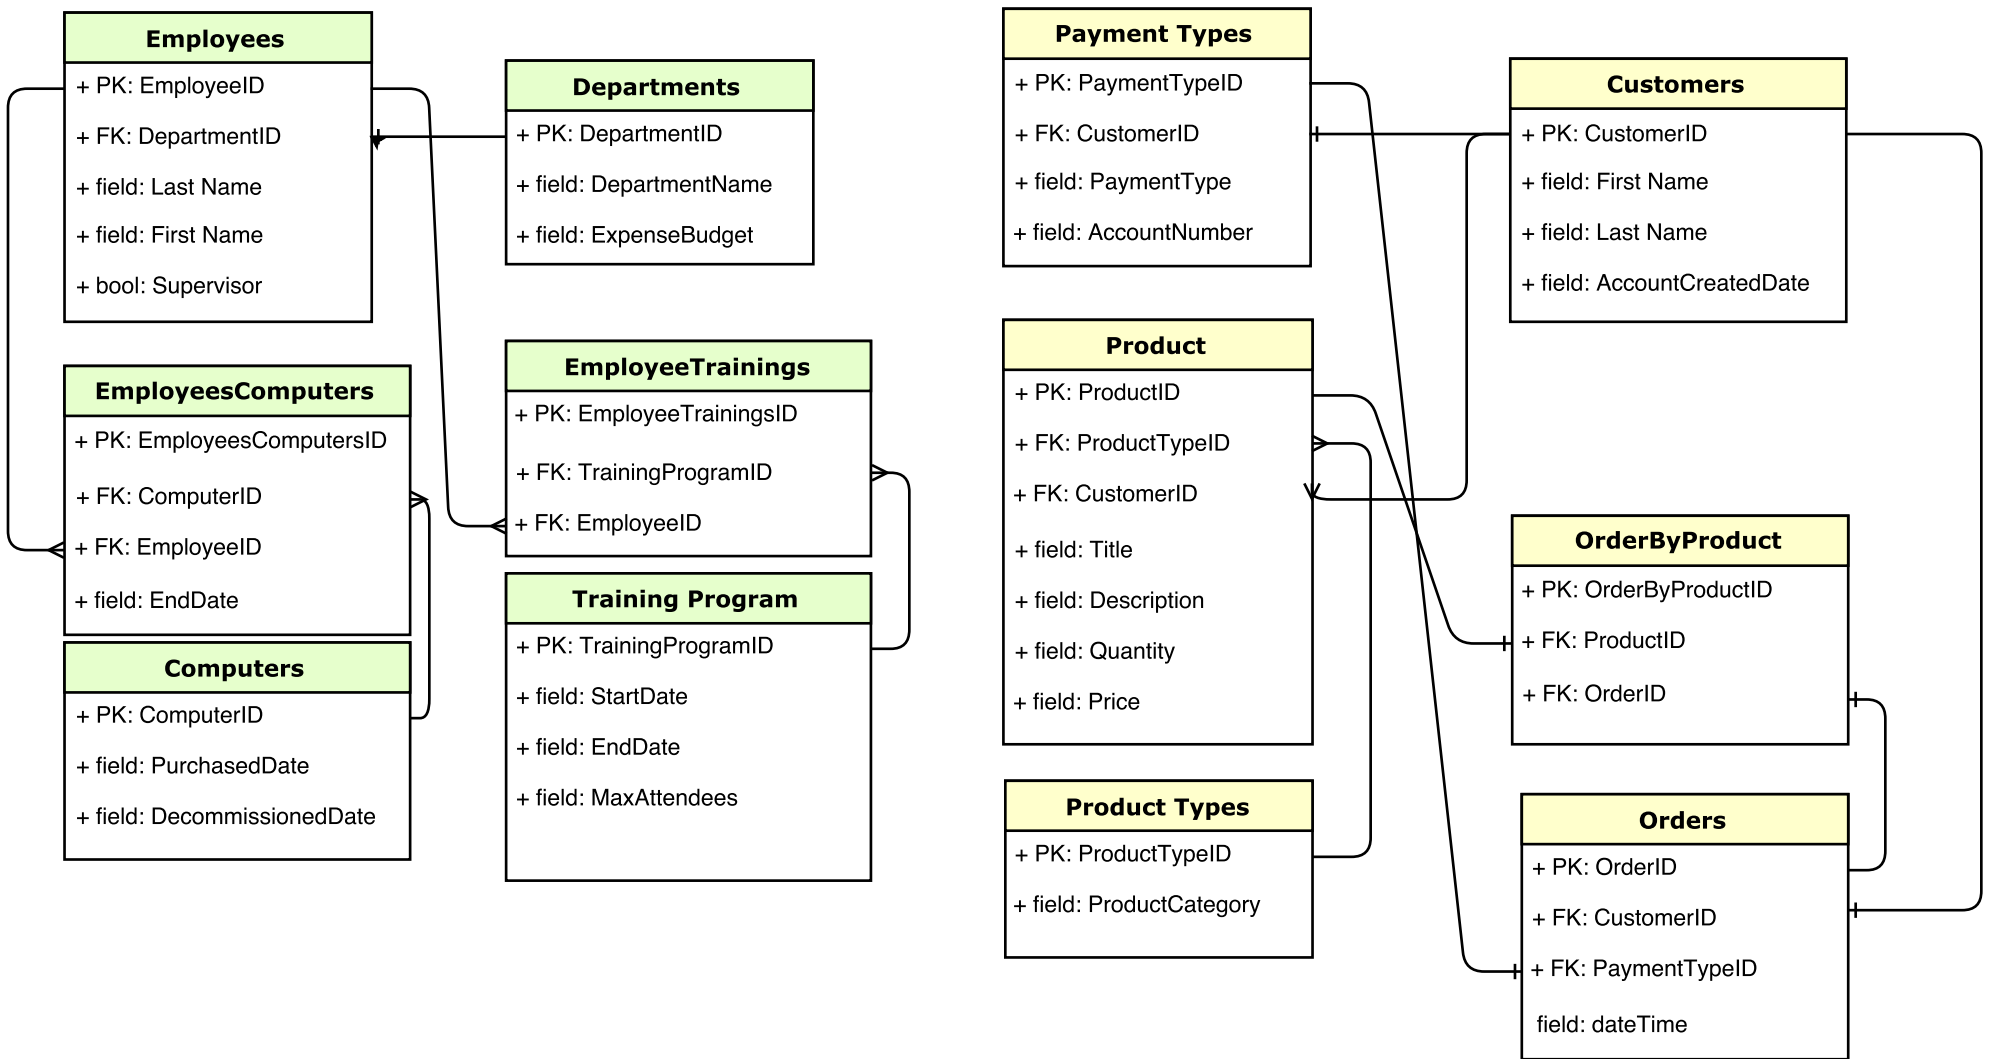 Employees
+ PK: EmployeeID
+ FK: DepartmentID
+ field: Last Name
+ field: First Name
+ bool: Supervisor
Departments
+ PK: DepartmentID
+ field: DepartmentName
+ field: ExpenseBudget
EmployeesComputers
+ PK: EmployeesComputersID
+ FK: ComputerID
+ FK: EmployeeID
+ field: EndDate
Computers
+ PK: ComputerID
+ field: PurchasedDate
+ field: DecommissionedDate
EmployeeTrainings
+ PK: EmployeeTrainingsID
+ FK: TrainingProgramID
+ FK: EmployeeID
Training Program
+ PK: TrainingProgramID
+ field: StartDate
+ field: EndDate
+ field: MaxAttendees
Payment Types
+ PK: PaymentTypeID
+ FK: CustomerID
+ field: PaymentType
+ field: AccountNumber
Customers
+ PK: CustomerID
+ field: First Name
+ field: Last Name
+ field: AccountCreatedDate
Product
+ PK: ProductID
+ FK: ProductTypeID
+ FK: CustomerID
+ field: Title
+ field: Description
+ field: Quantity
+ field: Price
Product Types
+ PK: ProductTypeID
+ field: ProductCategory
OrderByProduct
+ PK: OrderByProductID
+ FK: ProductID
+ FK: OrderID
Orders
+ PK: OrderID
+ FK: CustomerID
+ FK: PaymentTypeID
field: dateTime